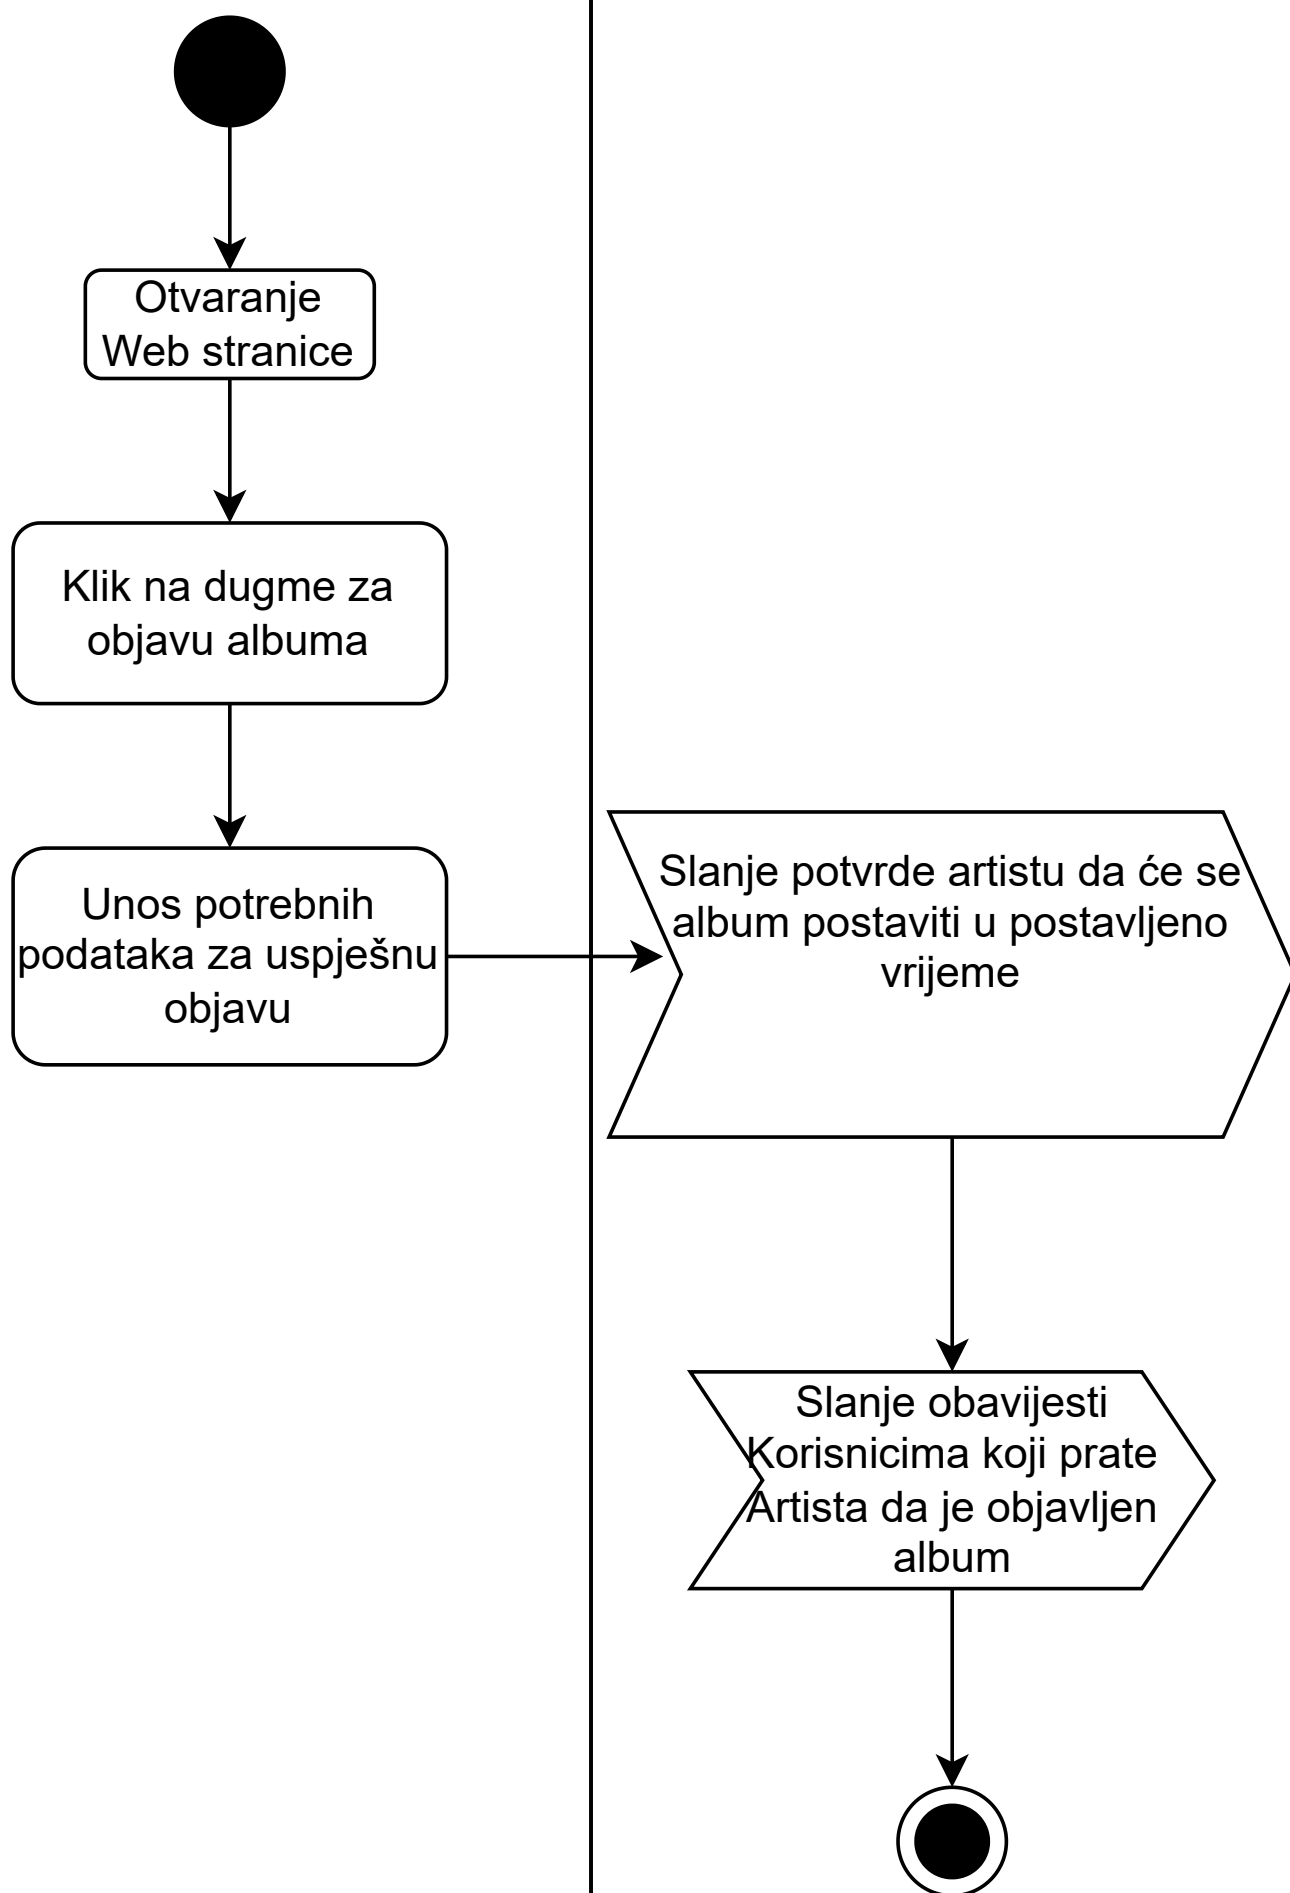 Otvaranje
Web stranice
Klik na dugme za
objavu albuma
Unos potrebnih
podataka za uspješnu
objavu
Slanje potvrde artistu da će se
album postaviti u postavljeno
vrijeme
Slanje obavijesti
Korisnicima koji prate
Artista da je objavljen
album